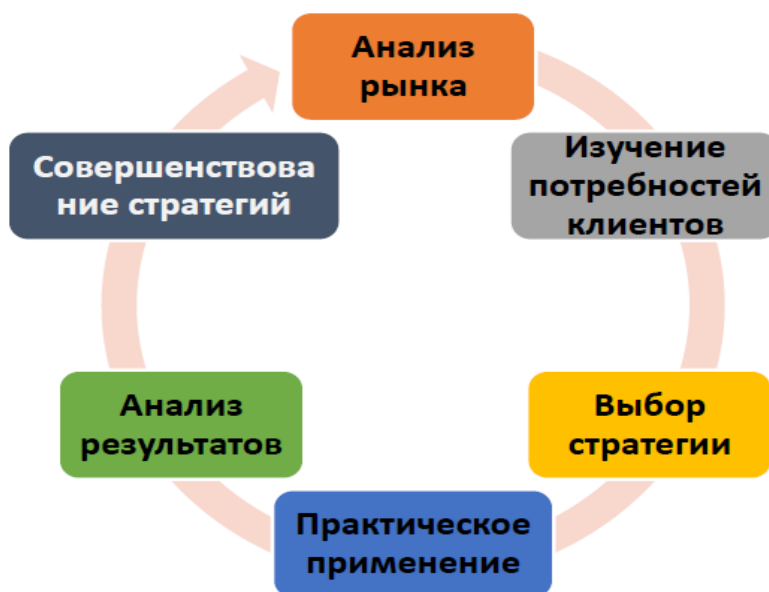 Анализ
рынка
Изучение
потребностей
клиентов
Выбор
стратегии
Практическое
применение
Анализ
результатов
Совершенствова
ние стратегий